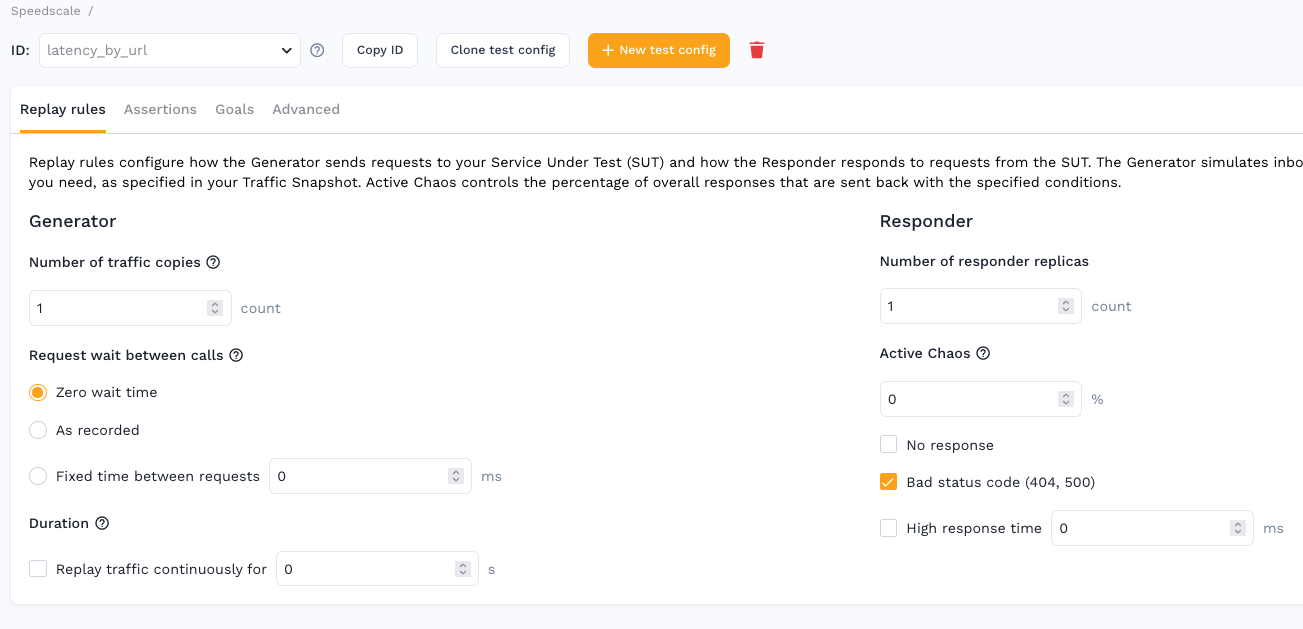 Speedscale /
ID: latency_by_url Copy ID Clone test config + New test config
Replay rules Assertions Goals Advanced
Replay rules configure how the Generator sends requests to your Service Under Test (SUT) and how the Responder responds to requests from the SUT. The Generator simulates inbo
you need, as specified in your Traffic Snapshot. Active Chaos controls the percentage of overall responses that are sent back with the specified conditions.
Generator
Number of traffic copies
1 count
Request wait between calls
Zero wait time
As recorded
Fixed time between requests 0 ms
Duration
Replay traffic continuously for 0 s
Responder
Number of responder replicas
1 count
Active Chaos
0 %
No response
Bad status code (404, 500)
High response time 0 ms